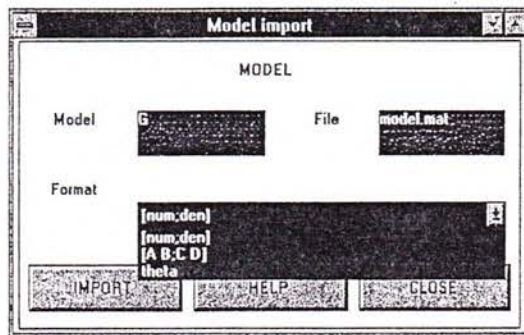 Model import
MODEL
Model G File model.mat
Format
[num;den]
[num;den]
[A B;C D]
theta
IMPORT HELP CLOSE